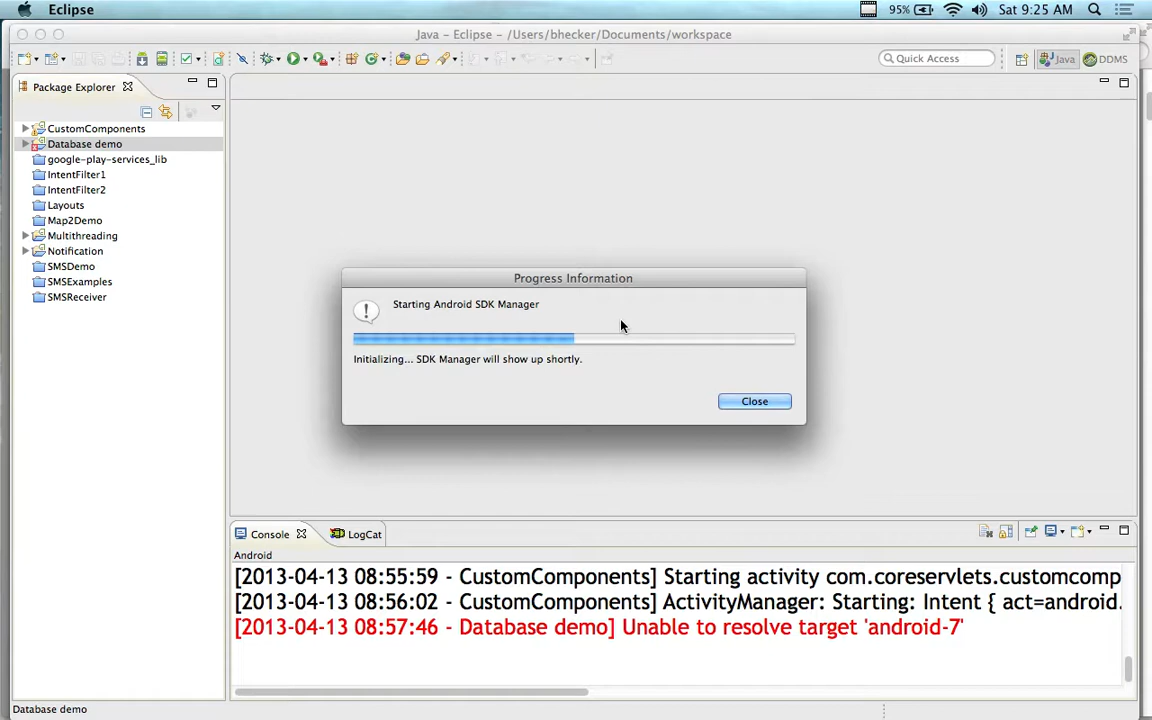 Eclipse
95%
Sat 9:25 AM
Java - Eclipse - /Users/bhecker/Documents/workspace
Quick Access
Java
DDMS
Package Explorer
CustomComponents
Database demo
google-play-services_lib
IntentFilter1
IntentFilter2
Layouts
Map2Demo
Multithreading
Notification
SMSDemo
SMSExamples
SMSReceiver
Progress Information
Starting Android SDK Manager
Initializing... SDK Manager will show up shortly.
Close
Console
LogCat
Android
[2013-04-13 08:55:59 - CustomComponents] Starting activity com.coreservlets.customcomp
[2013-04-13 08:56:02 - CustomComponents] ActivityManager: Starting: Intent { act=android.
[2013-04-13 08:57:46 - Database demo] Unable to resolve target 'android-7'
Database demo